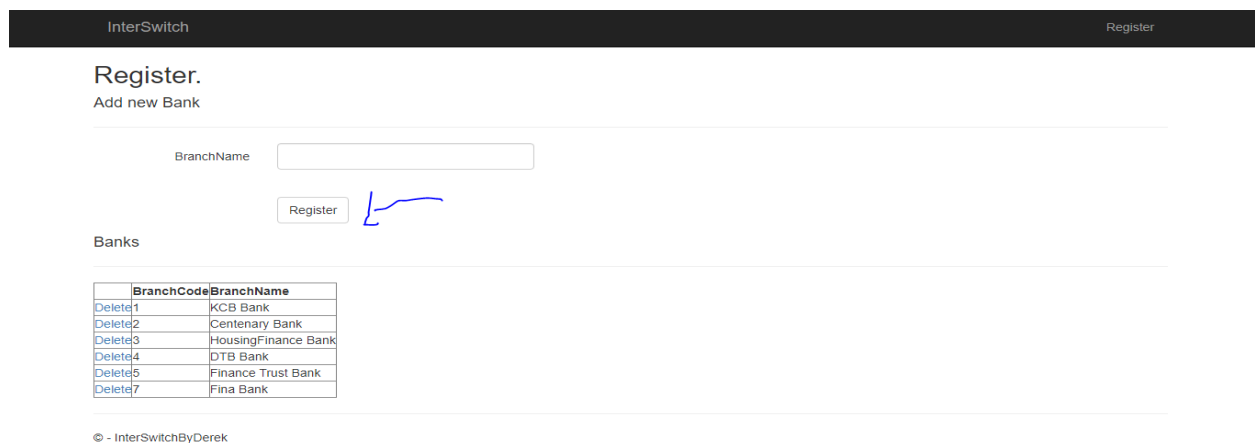 InterSwitch Register
Register.
Add new Bank
BranchName
Register
Banks
BranchCode BranchName
Delete 1 KCB Bank
Delete 2 Centenary Bank
Delete 3 HousingFinance Bank
Delete 4 DTB Bank
Delete 5 Finance Trust Bank
Delete 7 Fina Bank
© - InterSwitchByDerek